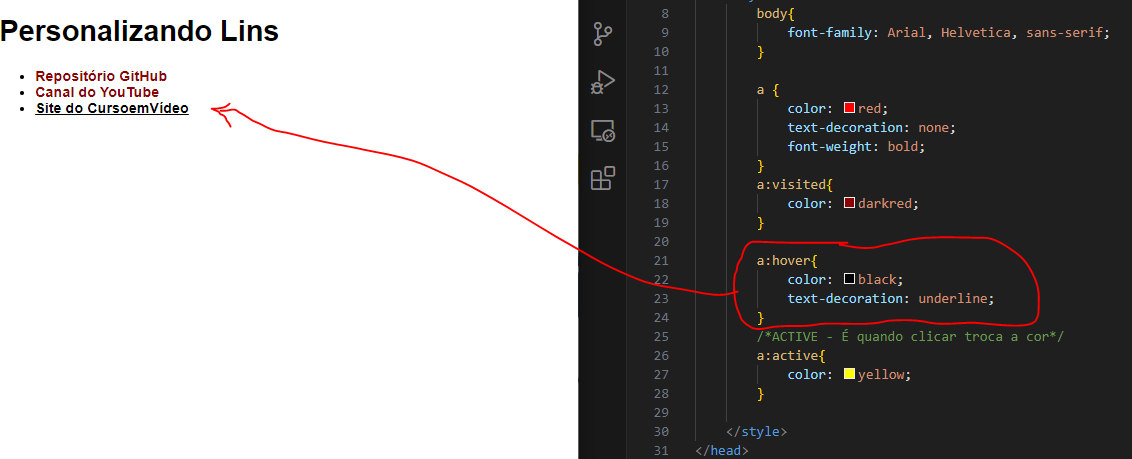 Personalizando Lins
Repositório GitHub
Canal do YouTube
Site do CursoemVídeo
8 body{
9 font-family: Arial, Helvetica, sans-serif;
10 }
11
12 a {
13 color: red;
14 text-decoration: none;
15 font-weight: bold;
16 }
17 a:visited{
18 color: darkred;
19 }
20
21 a:hover{
22 color: black;
23 text-decoration: underline;
24 }
25 /*ACTIVE - É quando clicar troca a cor*/
26 a:active{
27 color: yellow;
28 }
29
30 </style>
31 </head>